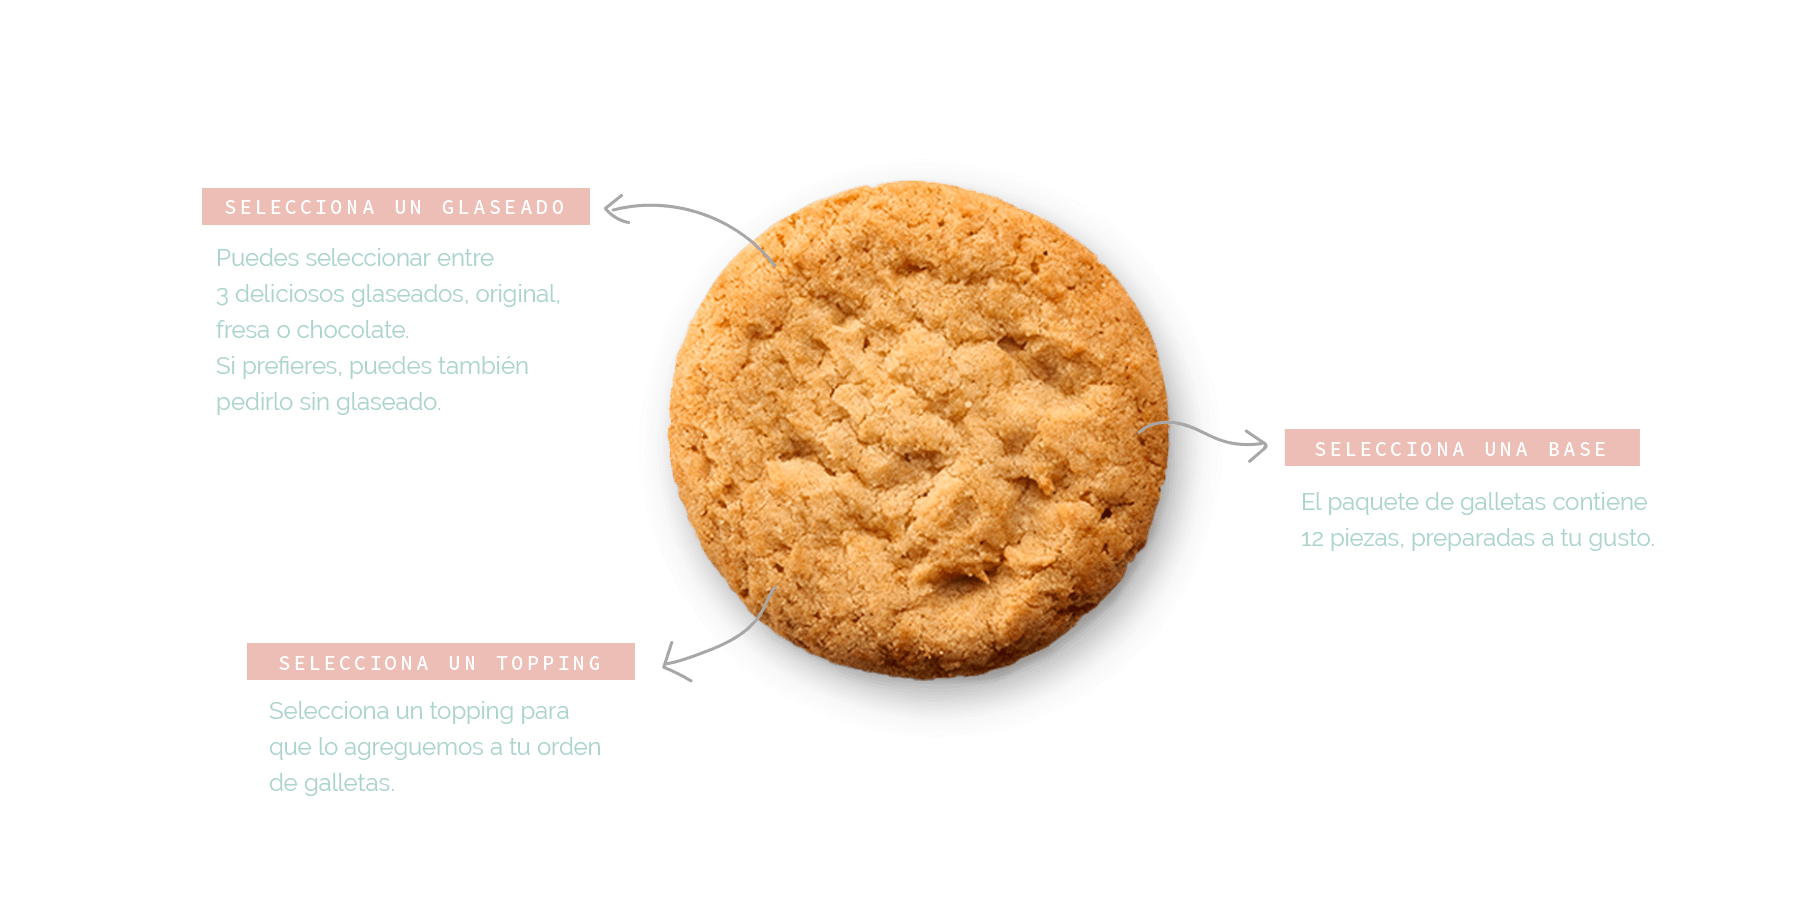 SELECCIONA UN GLASEADO
Puedes seleccionar entre
3 deliciosos glaseados, original,
fresa o chocolate.
Si prefieres, puedes también
pedirlo sin glaseado.
SELECCIONA UNA BASE
El paquete de galletas contiene
12 piezas, preparadas a tu gusto.
SELECCIONA UN TOPPING
Selecciona un topping para
que lo agreguemos a tu orden
de galletas.